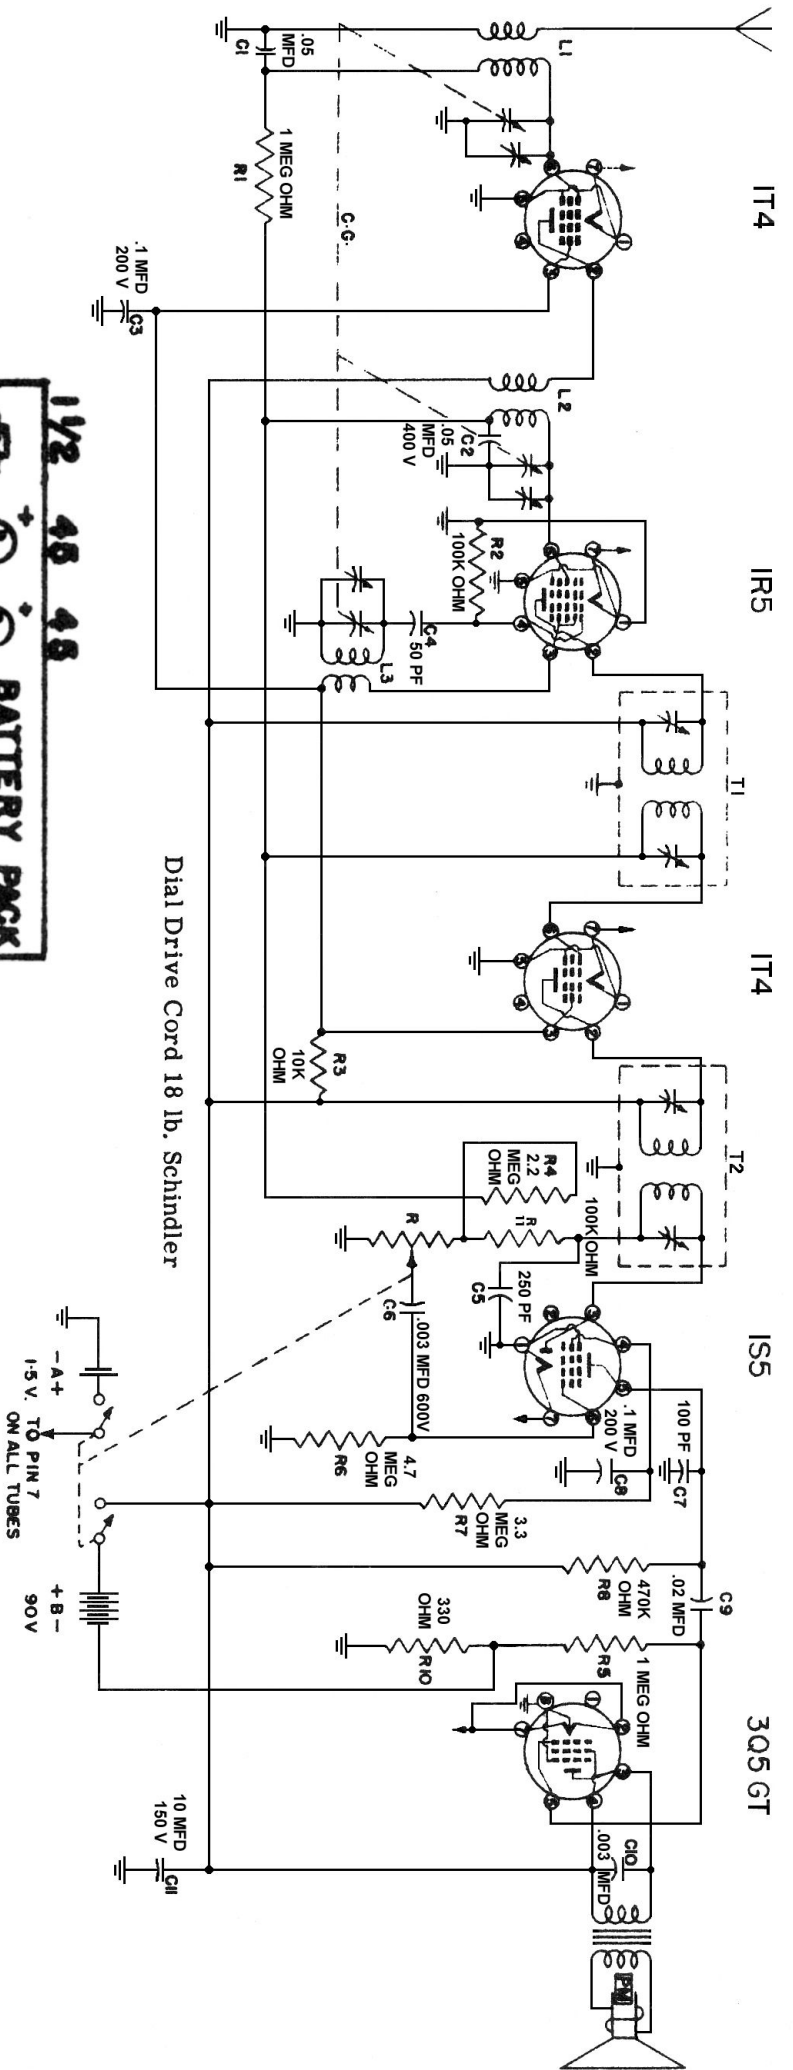 IT4
IR5
IT4
IS5
3Q5 GT
L1
.05
MFD
C1
1 MEG OHM
R1
C.G.
.1 MFD
200 V
C3
L2
C2
.05
MFD
400 V
R2
100K OHM
C4
50 PF
L3
T1
R3
10K
OHM
T2
R4
2.2
MEG
OHM
R
11
100K OHM
R
250 PF
C5
C6
.003 MFD 600V
4.7
MEG
OHM
R6
.1 MFD
200 V
C8
100 PF
C7
3.3
MEG
OHM
R7
470K
OHM
R8
C9
.02 MFD
1 MEG OHM
R5
330
OHM
R10
C10
.003 MFD
10 MFD
150 V
C11
PM
- A +
1.5 V. TO PIN 7
ON ALL TUBES
+ B -
90V
Dial Drive Cord 18 lb. Schindler
1 1/2 45 45
+ +
BATTERY PACK